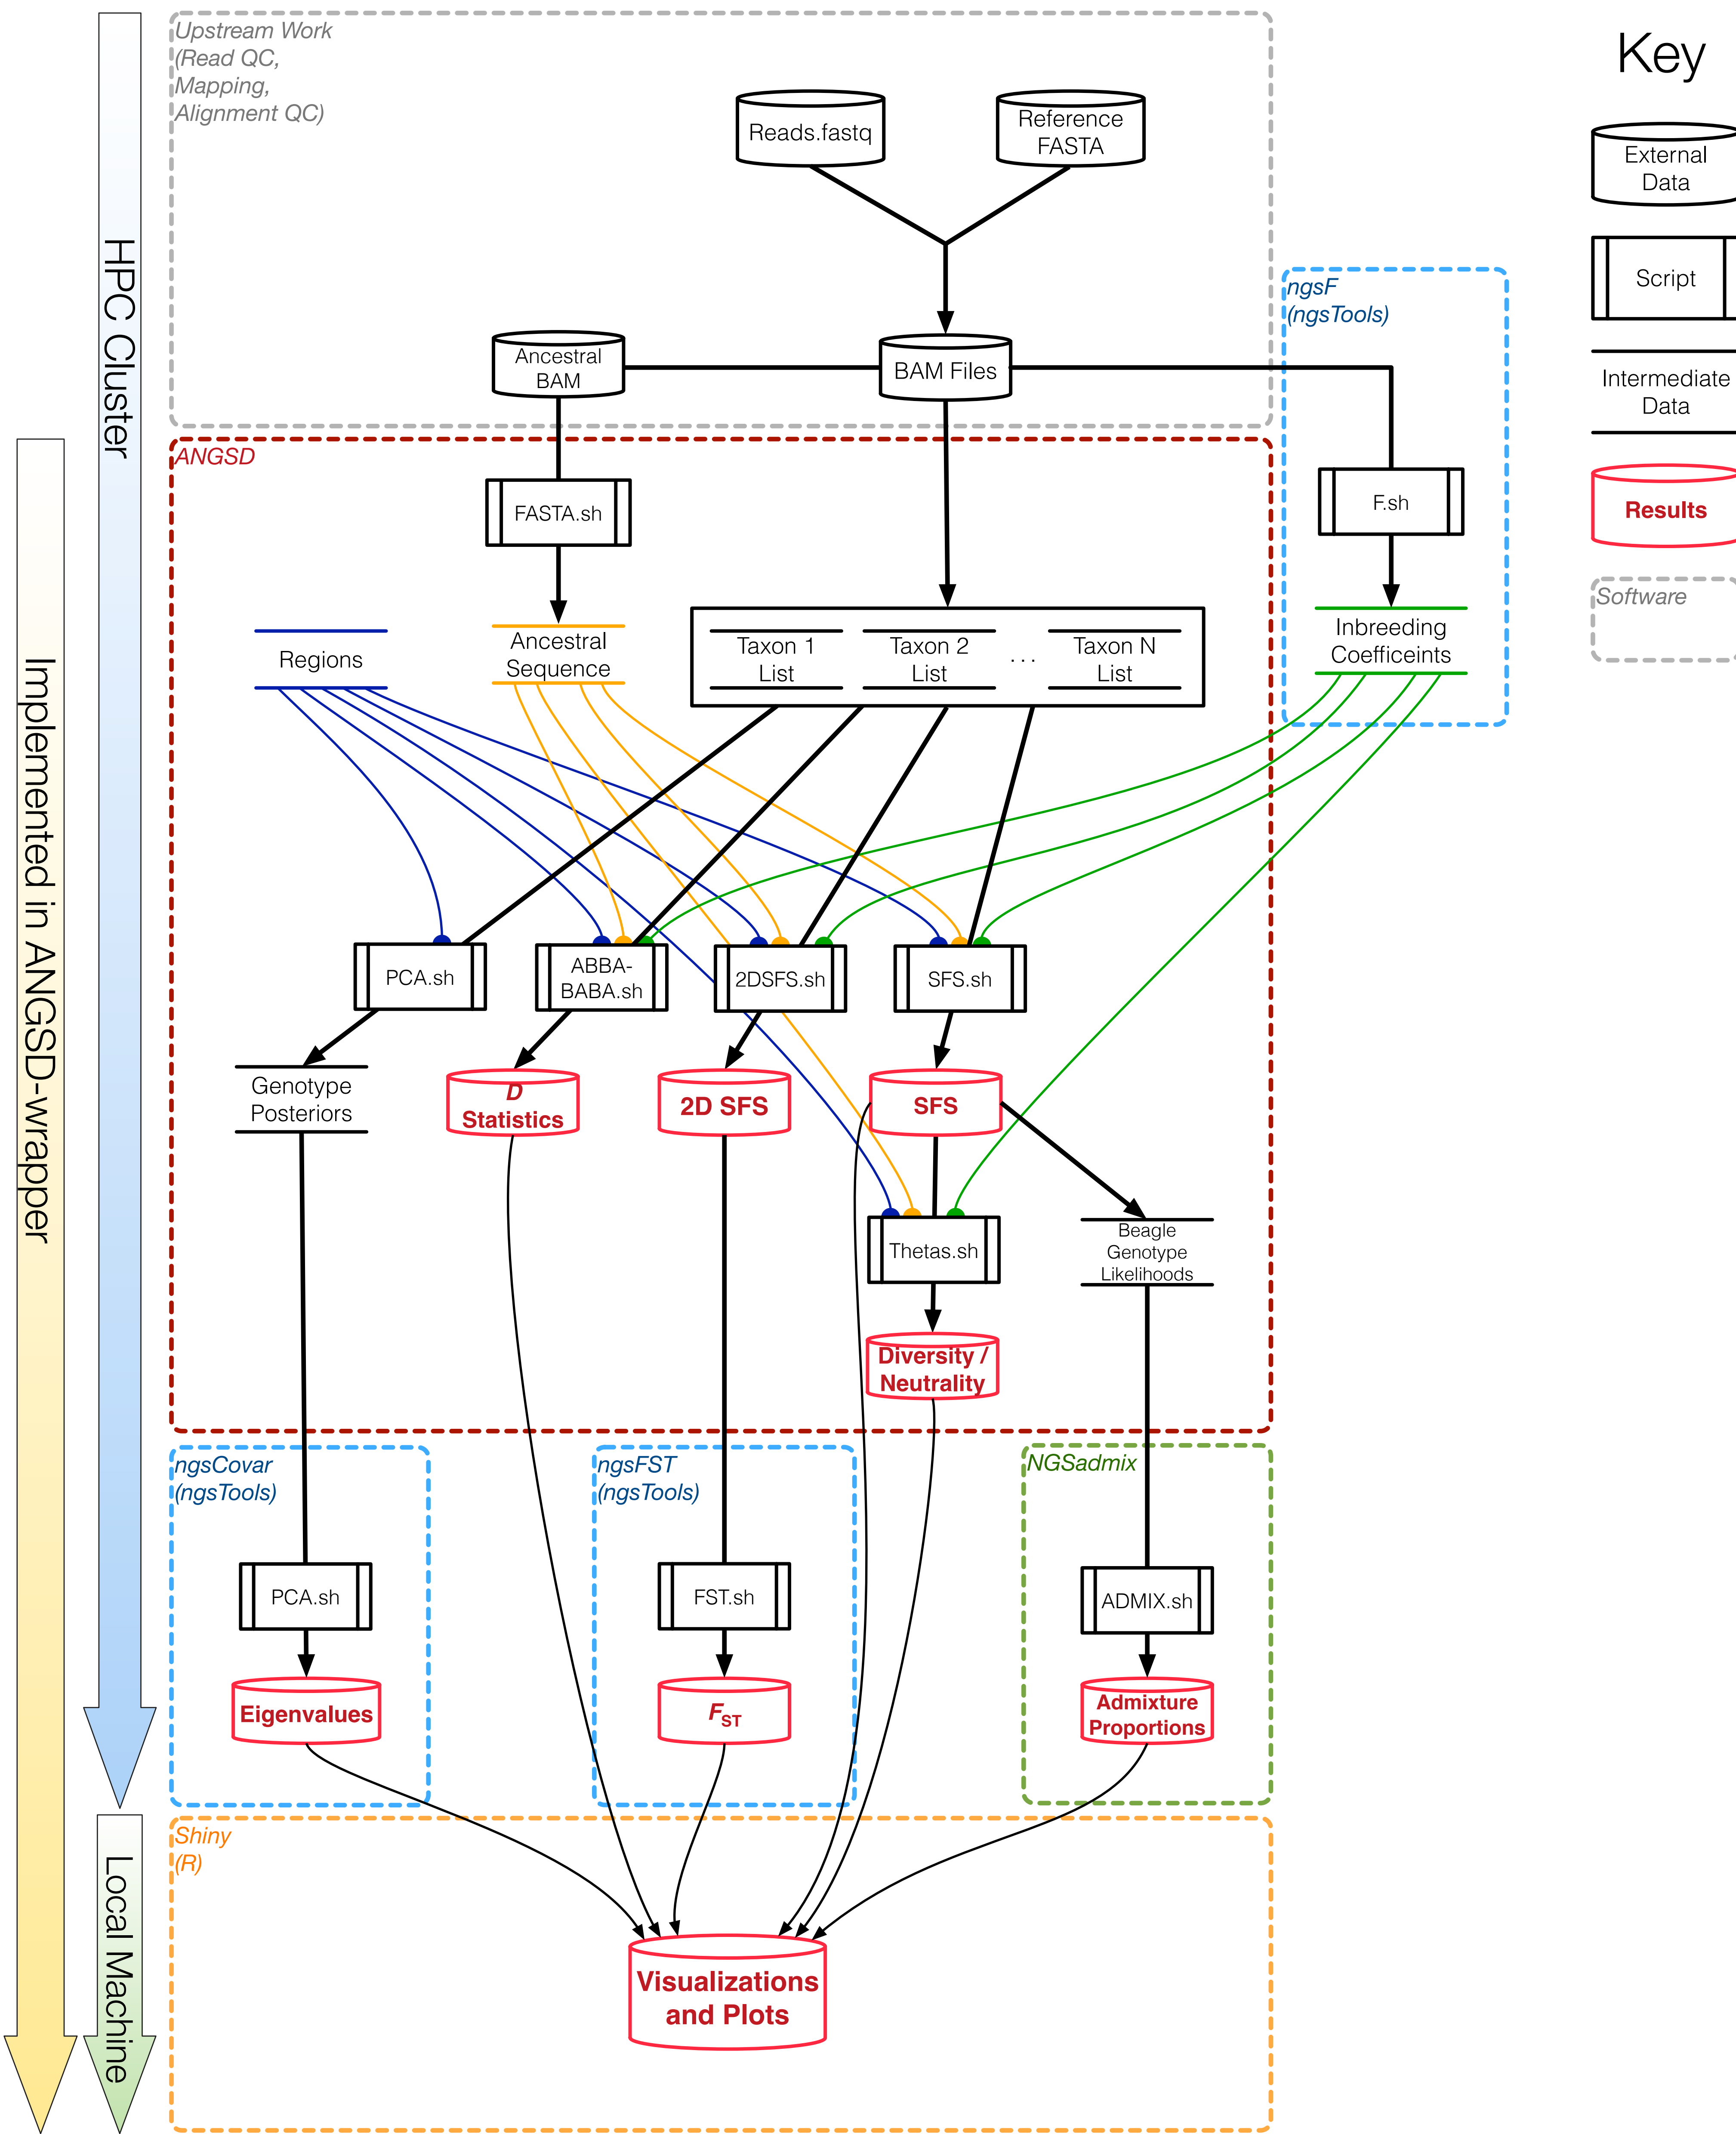 Upstream Work
(Read QC,
Mapping,
Alignment QC)
Reads.fastq
Reference
FASTA
Key
External
Data
Script
Intermediate
Data
Results
Software
HPC Cluster
Ancestral
BAM
BAM Files
ngsF
(ngsTools)
F.sh
Inbreeding
Coefficeints
Implemented in ANGSD-wrapper
ANGSD
FASTA.sh
Regions
Ancestral
Sequence
Taxon 1
List
Taxon 2
List
...
Taxon N
List
PCA.sh
ABBA-
BABA.sh
2DSFS.sh
SFS.sh
Genotype
Posteriors
D
Statistics
2D SFS
SFS
Thetas.sh
Beagle
Genotype
Likelihoods
Diversity /
Neutrality
ngsCovar
(ngsTools)
ngsFST
(ngsTools)
NGSadmix
PCA.sh
FST.sh
ADMIX.sh
Eigenvalues
FST
Admixture
Proportions
Local Machine
Shiny
(R)
Visualizations
and Plots